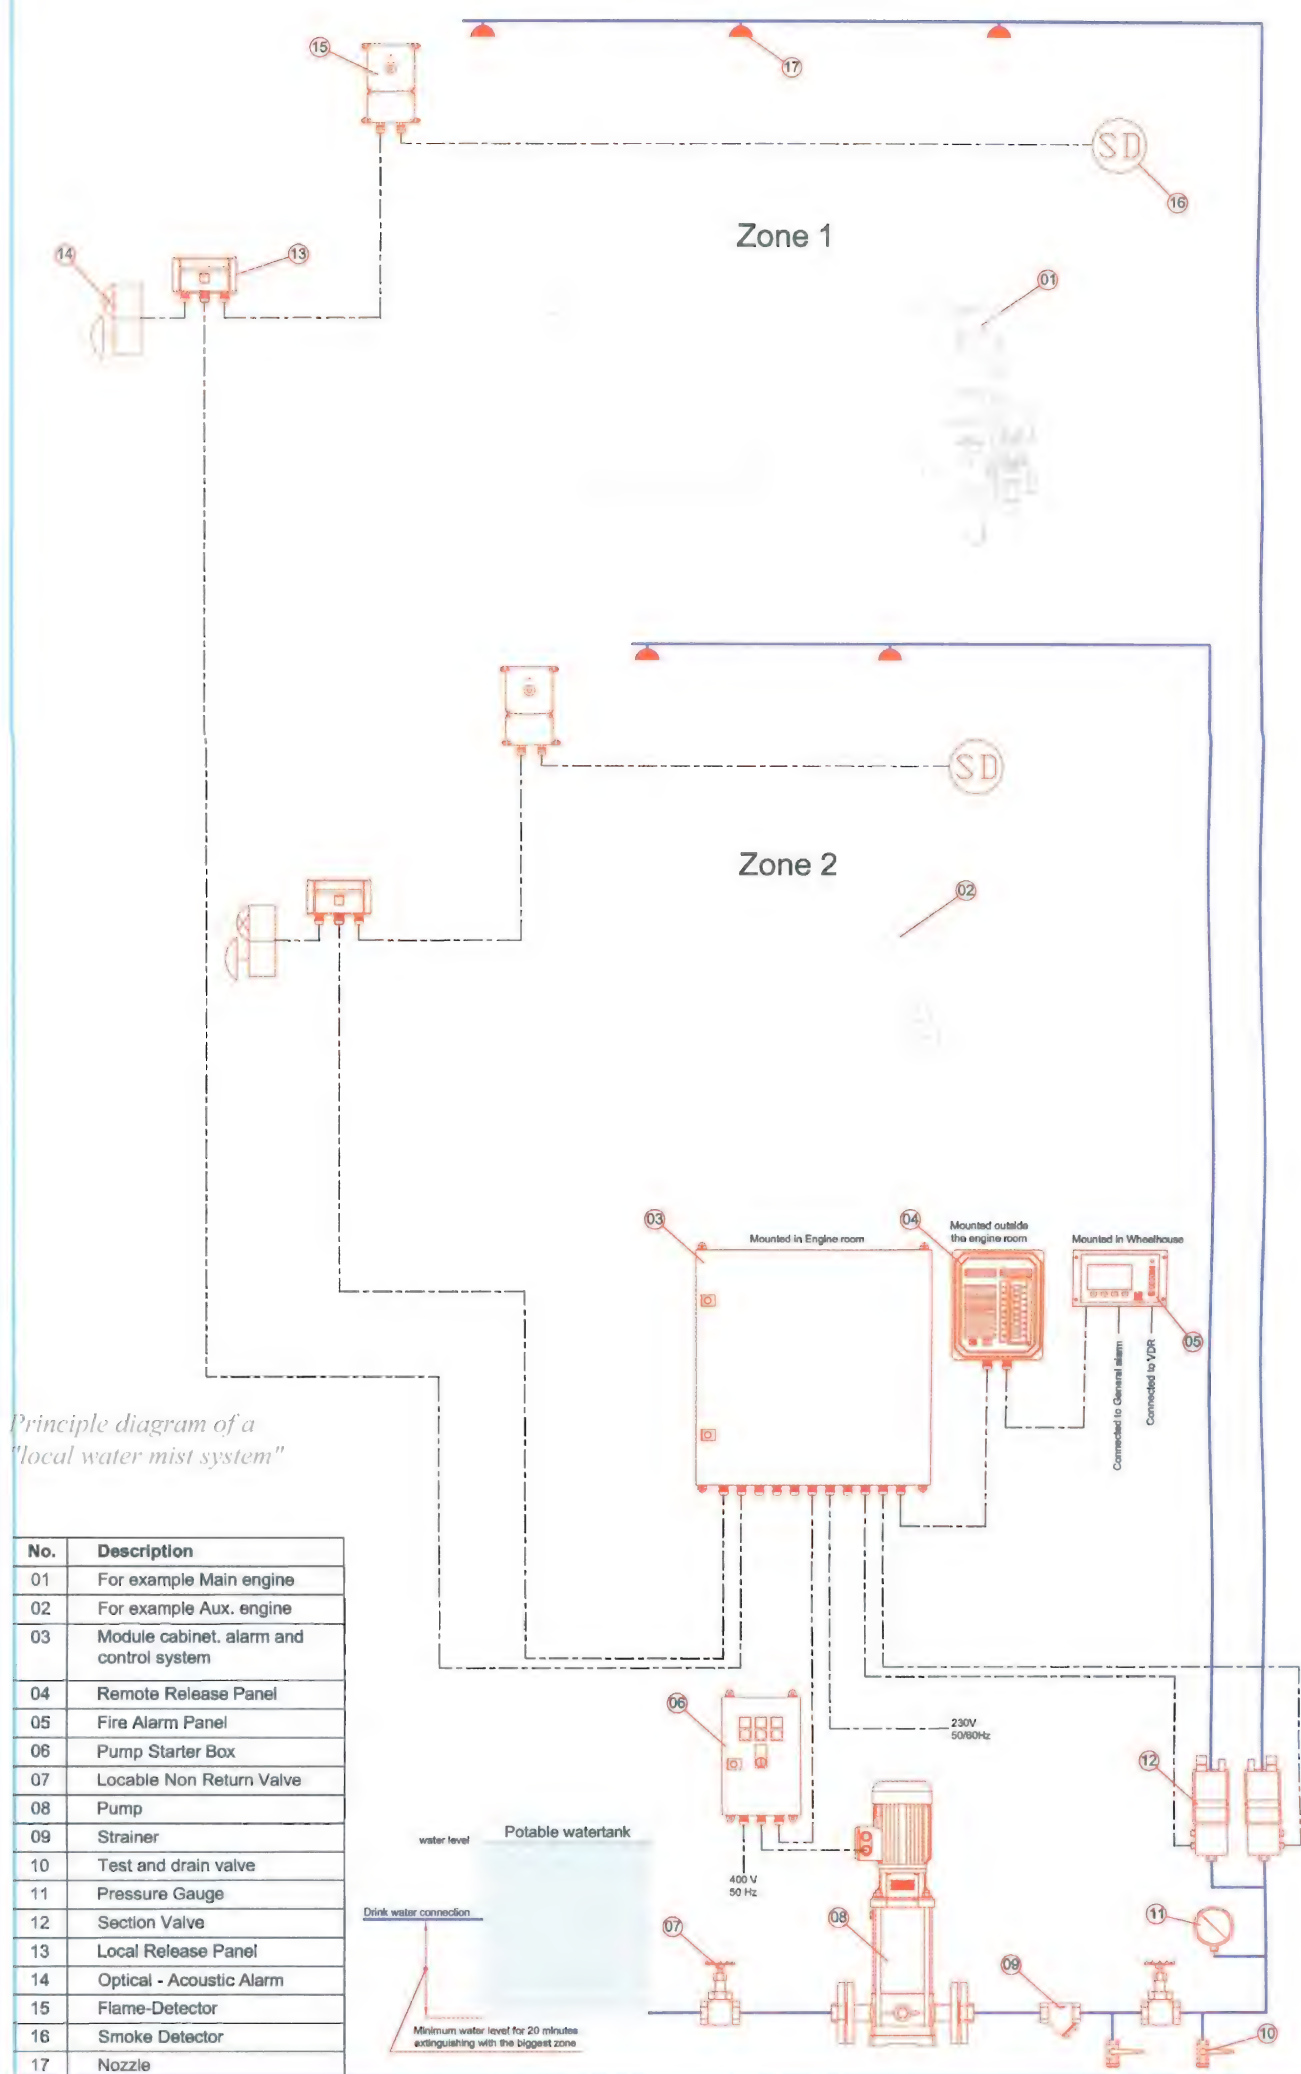 15
17
SD
16
Zone 1
14
13
01
SD
Zone 2
02
03
Mounted in Engine room
04
Mounted outside
the engine room
Mounted in Wheelhouse
05
Connected to General alarm
Connected to VDR
Principle diagram of a
"local water mist system"
No. Description
01 For example Main engine
02 For example Aux. engine
03 Module cabinet. alarm and
control system
04 Remote Release Panel
05 Fire Alarm Panel
06 Pump Starter Box
07 Locable Non Return Valve
08 Pump
09 Strainer
10 Test and drain valve
11 Pressure Gauge
12 Section Valve
13 Local Release Panel
14 Optical - Acoustic Alarm
15 Flame-Detector
16 Smoke Detector
17 Nozzle
06
230V
50/60Hz
12
water level
Potable watertank
400 V
50 Hz
Drink water connection
07
08
11
09
Minimum water level for 20 minutes
extinguishing with the biggest zone
10